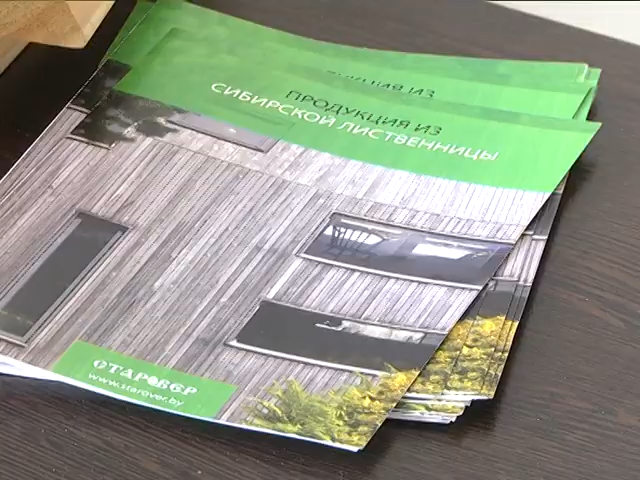 ПРОДУКЦИЯ ИЗ
СИБИРСКОЙ ЛИСТВЕННИЦЫ
СТАРОВЕР
www.starover.by